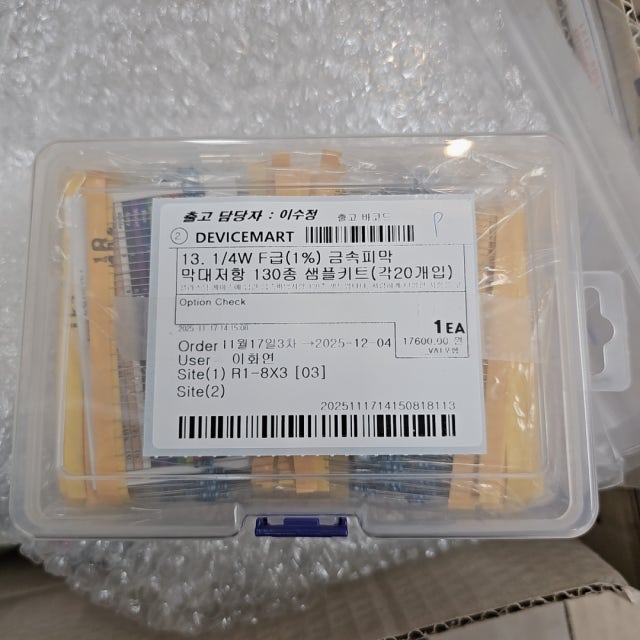 출고 담당자 : 이수정 출고 바코드 P
2 DEVICEMART
13. 1/4W F급(1%) 금속피막
막대저항 130종 샘플키트(각20개입)
Option Check
2025-11-17 14:15:08
1EA
17600.00 원
VAT포함
Order 11월17일3차 →2025-12-04
User 이화연
Site(1) R1-8X3 [03]
Site(2)
2025111714150818113